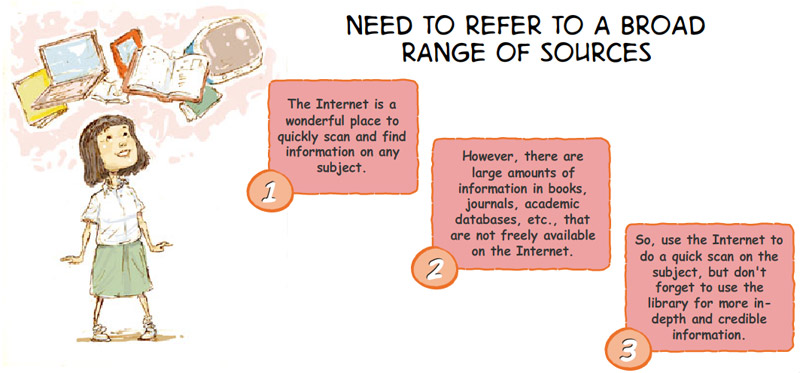 NEED TO REFER TO A BROAD
RANGE OF SOURCES
The Internet is a
wonderful place to
quickly scan and find
information on any
subject.
1
However, there are
large amounts of
information in books,
journals, academic
databases, etc., that
are not freely available
on the Internet.
2
So, use the Internet to
do a quick scan on the
subject, but don't
forget to use the
library for more in-
depth and credible
information.
3